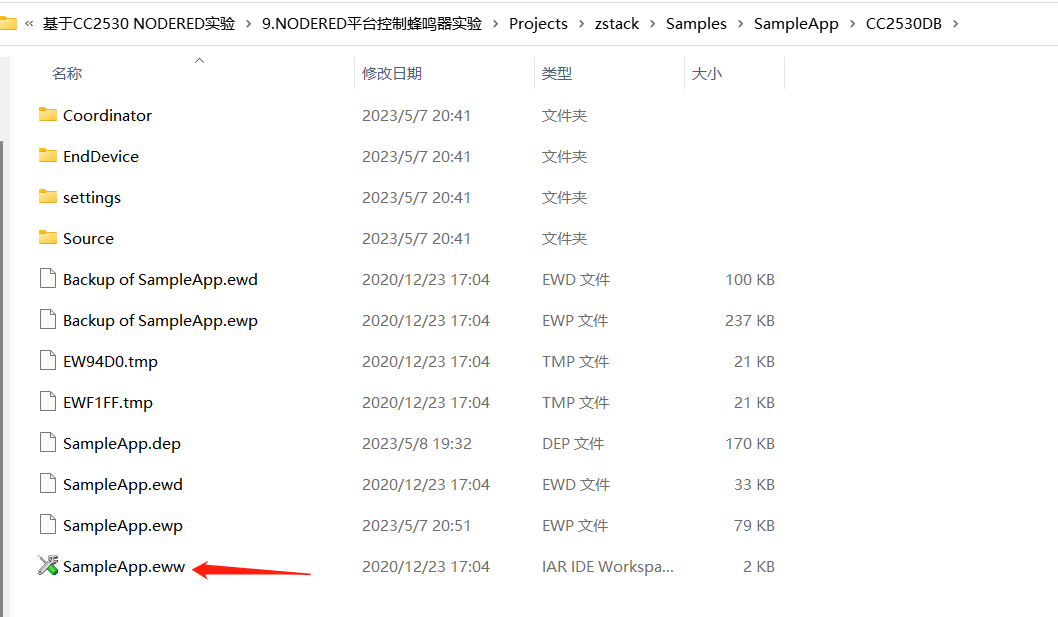 « 基于CC2530 NODERED实验 > 9.NODERED平台控制蜂鸣器实验 > Projects > zstack > Samples > SampleApp > CC2530DB >
名称 修改日期 类型 大小
Coordinator 2023/5/7 20:41 文件夹
EndDevice 2023/5/7 20:41 文件夹
settings 2023/5/7 20:41 文件夹
Source 2023/5/7 20:41 文件夹
Backup of SampleApp.ewd 2020/12/23 17:04 EWD 文件 100 KB
Backup of SampleApp.ewp 2020/12/23 17:04 EWP 文件 237 KB
EW94D0.tmp 2020/12/23 17:04 TMP 文件 21 KB
EWF1FF.tmp 2020/12/23 17:04 TMP 文件 21 KB
SampleApp.dep 2023/5/8 19:32 DEP 文件 170 KB
SampleApp.ewd 2020/12/23 17:04 EWD 文件 33 KB
SampleApp.ewp 2023/5/7 20:51 EWP 文件 79 KB
SampleApp.eww 2020/12/23 17:04 IAR IDE Workspa... 2 KB